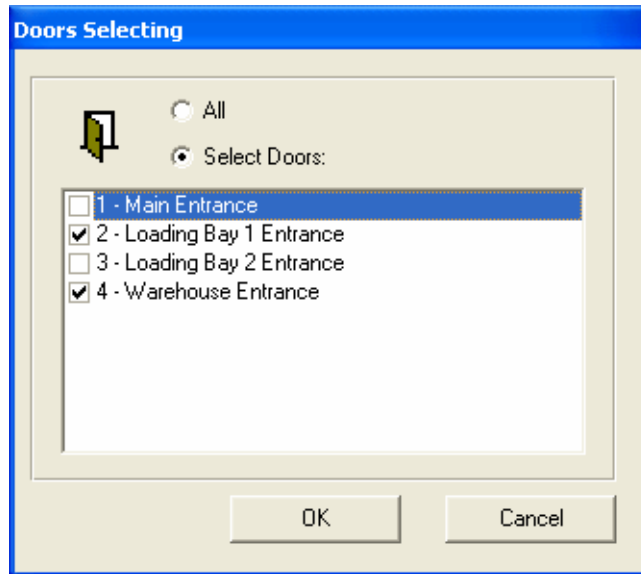 Doors Selecting
All
Select Doors:
1 - Main Entrance
2 - Loading Bay 1 Entrance
3 - Loading Bay 2 Entrance
4 - Warehouse Entrance
OK Cancel